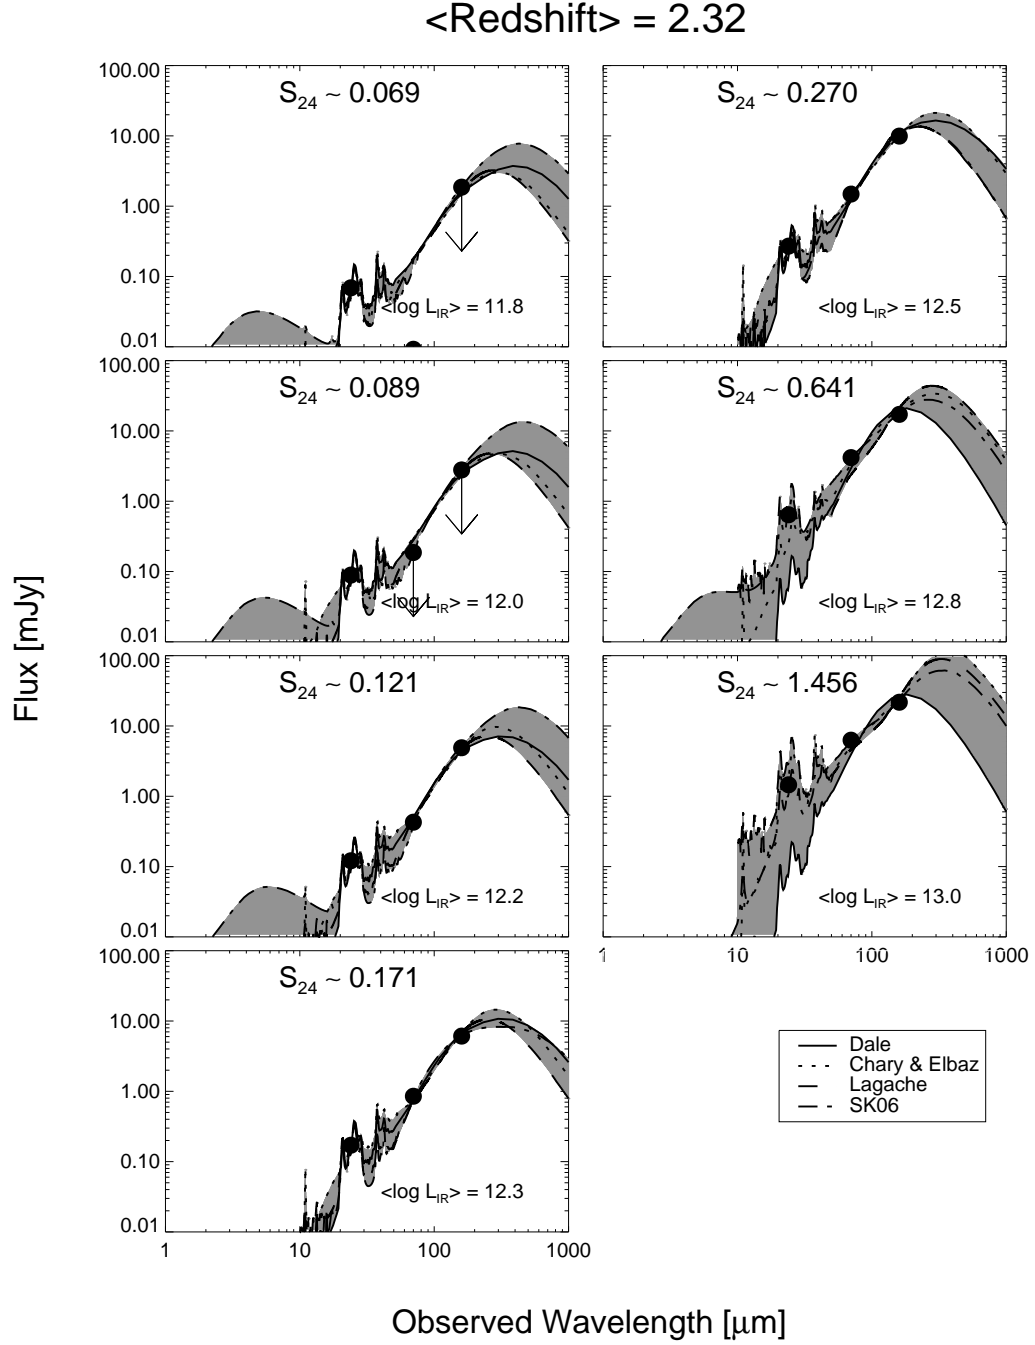 <Redshift> = 2.32
Flux [mJy]
S24 ~ 0.069
100.00
10.00
1.00
0.10
0.01
<log LIR> = 11.8
S24 ~ 0.270
<log LIR> = 12.5
S24 ~ 0.089
100.00
10.00
1.00
0.10
0.01
<log LIR> = 12.0
S24 ~ 0.641
<log LIR> = 12.8
S24 ~ 0.121
100.00
10.00
1.00
0.10
0.01
<log LIR> = 12.2
S24 ~ 1.456
<log LIR> = 13.0
1 10 100 1000
S24 ~ 0.171
100.00
10.00
1.00
0.10
0.01
<log LIR> = 12.3
1 10 100 1000
Dale
Chary & Elbaz
Lagache
SK06
Observed Wavelength [μm]